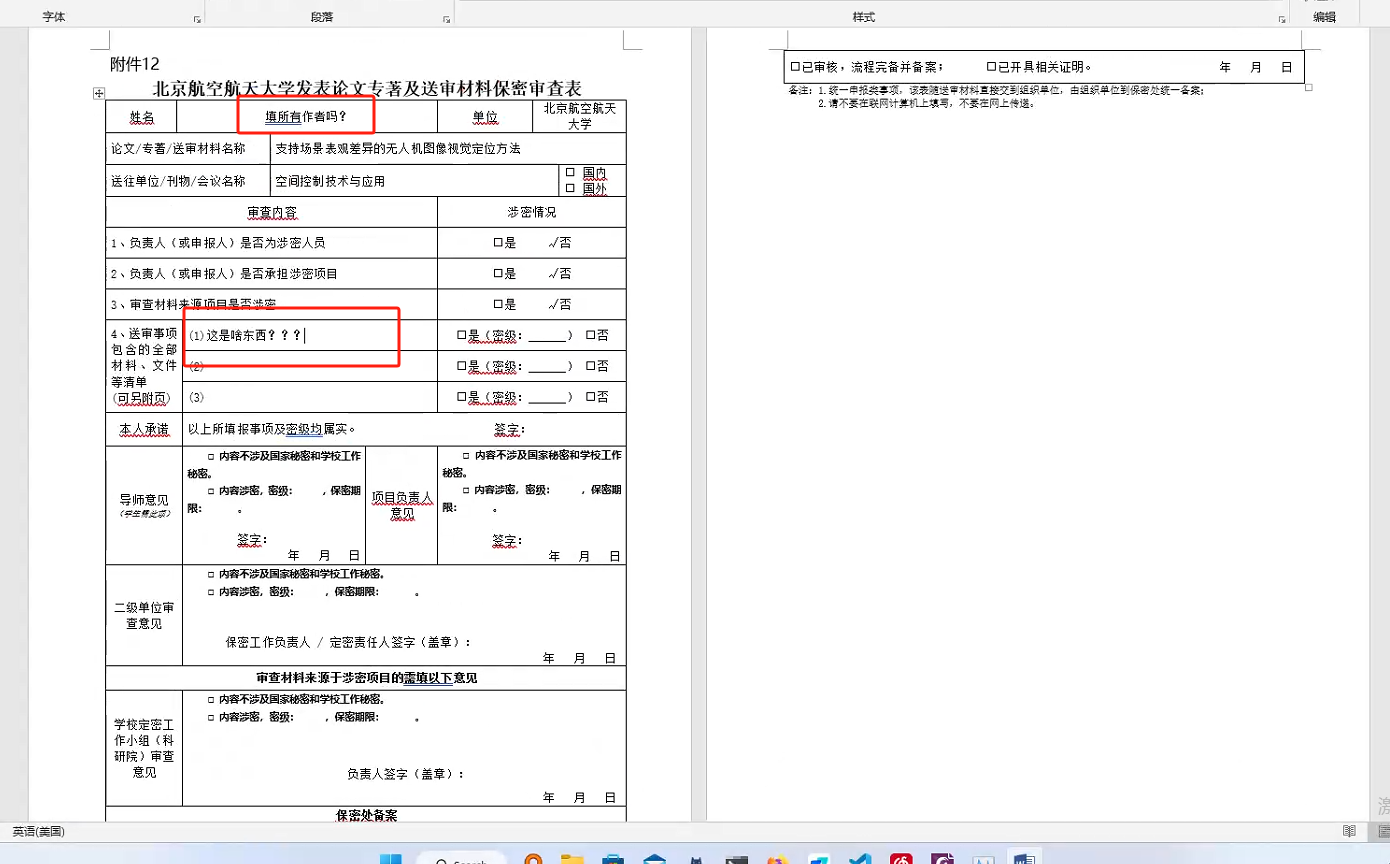 字体 段落 样式 编辑
附件12
北京航空航天大学发表论文专著及送审材料保密审查表
姓名 填所有作者吗? 单位 北京航空航天
大学
论文/专著/送审材料名称 支持场景表观差异的无人机图像视觉定位方法
送往单位/刊物/会议名称 空间控制技术与应用 □ 国内
□ 国外
审查内容 涉密情况
1、负责人（或申报人）是否为涉密人员 □是 √否
2、负责人（或申报人）是否承担涉密项目 □是 √否
3、审查材料来源项目是否涉密 □是 √否
4、送审事项
包含的全部
材料、文件
等清单
(可另附页)
(1)这是啥东西？？？ □是（密级：______） □否
(2) □是（密级：______） □否
(3) □是（密级：______） □否
本人承诺 以上所填报事项及密级均属实。 签字：
导师意见
（学生需此项）
□ 内容不涉及国家秘密和学校工作
秘密。
□ 内容涉密，密级： ，保密期
限： 。
签字：
年 月 日
项目负责人
意见
□ 内容不涉及国家秘密和学校工作
秘密。
□ 内容涉密，密级： ，保密期
限： 。
签字：
年 月 日
二级单位审
查意见
□ 内容不涉及国家秘密和学校工作秘密。
□ 内容涉密，密级： ，保密期限： 。
保密工作负责人 / 定密责任人签字（盖章）：
年 月 日
审查材料来源于涉密项目的需填以下意见
学校定密工
作小组（科
研院）审查
意见
□ 内容不涉及国家秘密和学校工作秘密。
□ 内容涉密，密级： ，保密期限： 。
负责人签字（盖章）：
年 月 日
保密处备案
□已审核，流程完备并备案； □已开具相关证明。 年 月 日
备注：1.统一申报类事项，该表随送审材料直接交到组织单位，由组织单位到保密处统一备案；
2.请不要在联网计算机上填写，不要在网上传送。
英语(美国)
Search